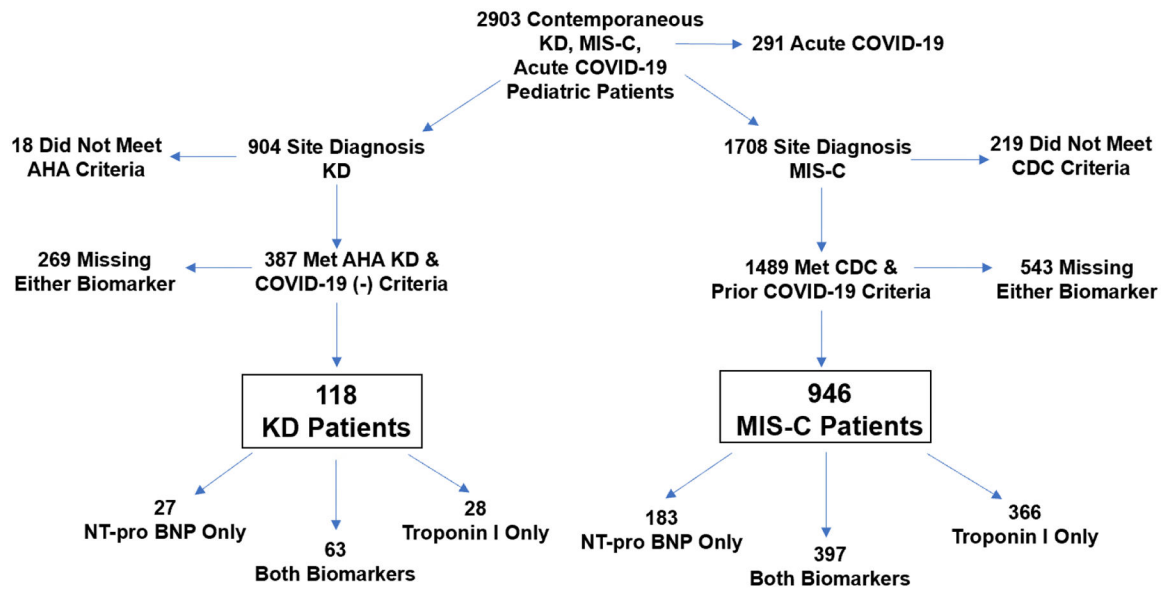 2903 Contemporaneous
KD, MIS-C,
Acute COVID-19
Pediatric Patients
291 Acute COVID-19
18 Did Not Meet
AHA Criteria
904 Site Diagnosis
KD
1708 Site Diagnosis
MIS-C
219 Did Not Meet
CDC Criteria
269 Missing
Either Biomarker
387 Met AHA KD &
COVID-19 (-) Criteria
1489 Met CDC &
Prior COVID-19 Criteria
543 Missing
Either Biomarker
118
KD Patients
946
MIS-C Patients
27
NT-pro BNP Only
63
Both Biomarkers
28
Troponin I Only
183
NT-pro BNP Only
397
Both Biomarkers
366
Troponin I Only